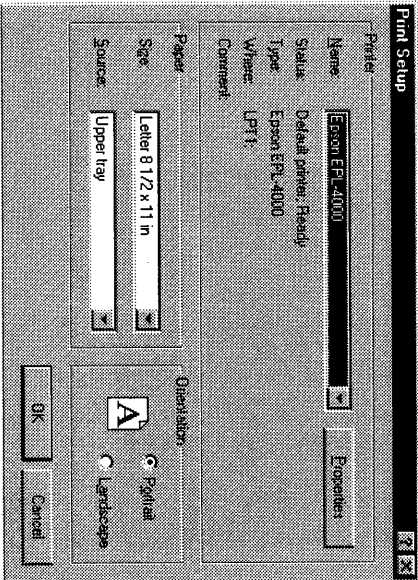 Print Setup
Printer
Name: Epson EPL-4000 Properties
Status: Default printer; Ready
Type: Epson EPL-4000
Where: LPT1:
Comment:
Paper
Size: Letter 8 1/2 x 11 in
Source: Upper tray
Orientation
A
Portrait
Landscape
OK Cancel